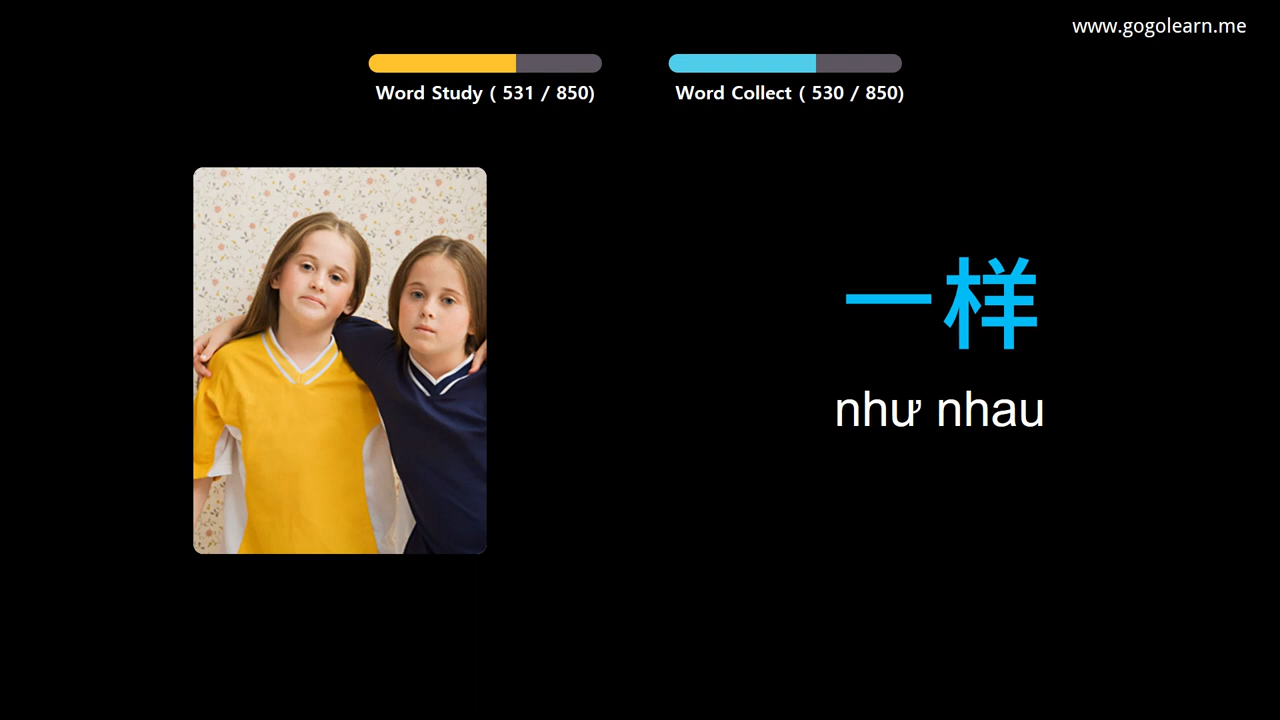 www.gogolearn.me
Word Study ( 531 / 850)
Word Collect ( 530 / 850)
一样
như nhau